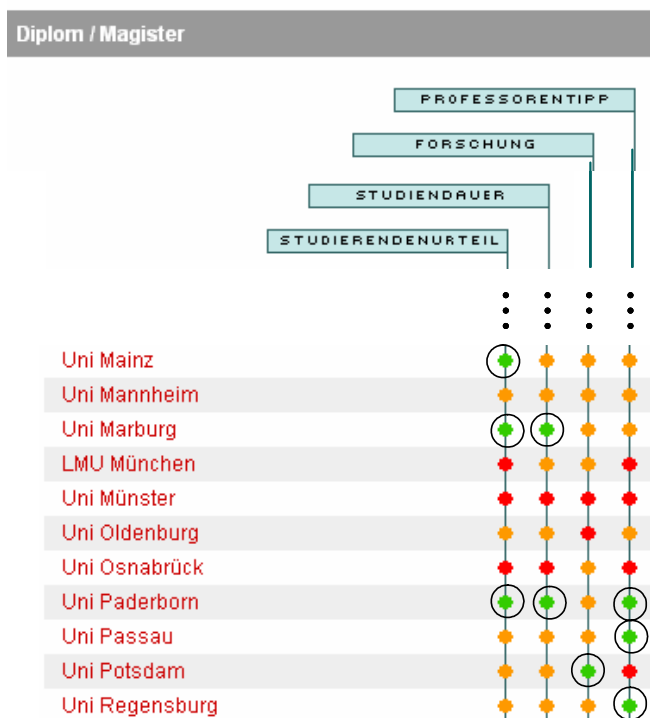 Diplom / Magister
PROFESSORENTIPP
FORSCHUNG
STUDIENDAUER
STUDIERENDENURTEIL
Uni Mainz
Uni Mannheim
Uni Marburg
LMU München
Uni Münster
Uni Oldenburg
Uni Osnabrück
Uni Paderborn
Uni Passau
Uni Potsdam
Uni Regensburg